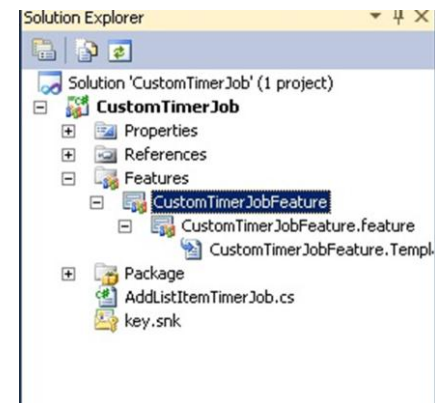 Solution Explorer
Solution 'CustomTimerJob' (1 project)
CustomTimerJob
Properties
References
Features
CustomTimerJobFeature
CustomTimerJobFeature.feature
CustomTimerJobFeature.Templ
Package
AddListItemTimerJob.cs
key.snk